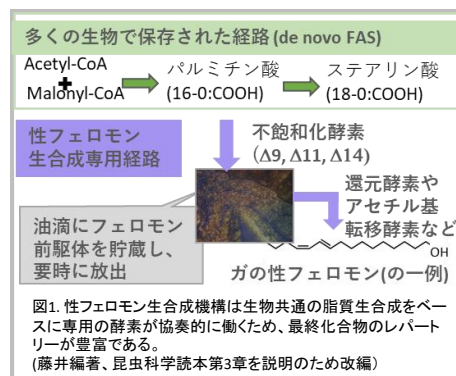 多くの生物で保存された経路(de novo FAS)
Acetyl-CoA
+
Malonyl-CoA
パルミチン酸
(16-0:COOH)
ステアリン酸
(18-0:COOH)
性フェロモン
生合成専用経路
不飽和化酵素
(Δ9, Δ11, Δ14)
還元酵素や
アセチル基
転移酵素など
油滴にフェロモン
前駆体を貯蔵し、
要時に放出
OH
ガの性フェロモン(の一例)
図1. 性フェロモン生合成機構は生物共通の脂質生合成をベー
スに専用の酵素が協奏的に働くため、最終化合物のレパート
リーが豊富である。
(藤井編著、昆虫科学読本第3章を説明のため改編)